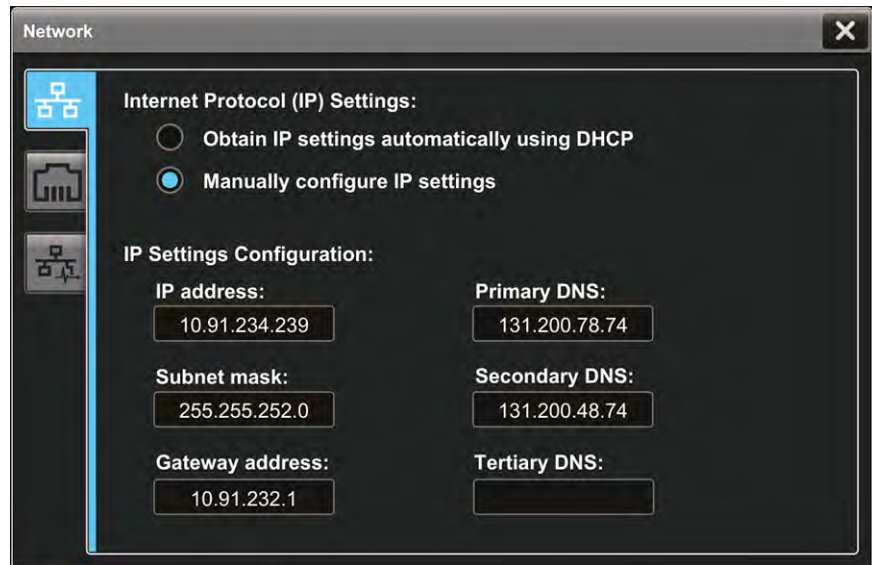 Network
Internet Protocol (IP) Settings:
Obtain IP settings automatically using DHCP
Manually configure IP settings
IP Settings Configuration:
IP address:
10.91.234.239
Subnet mask:
255.255.252.0
Gateway address:
10.91.232.1
Primary DNS:
131.200.78.74
Secondary DNS:
131.200.48.74
Tertiary DNS: